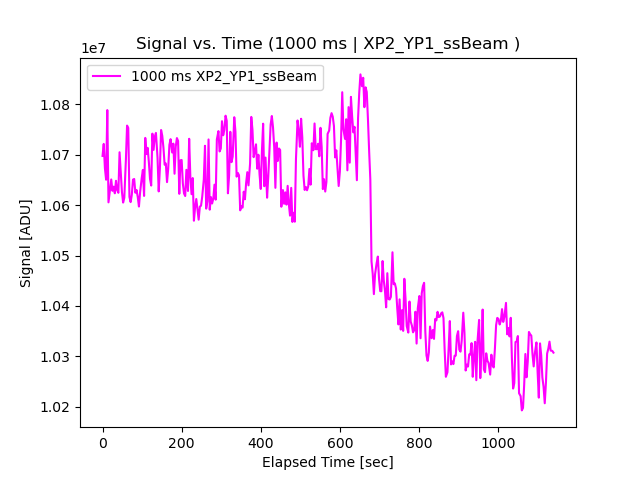 Signal vs. Time (1000 ms | XP2_YP1_ssBeam )
1e7
1000 ms XP2_YP1_ssBeam
1.08
1.07
1.06
1.05
1.04
1.03
1.02
Signal [ADU]
0 200 400 600 800 1000
Elapsed Time [sec]